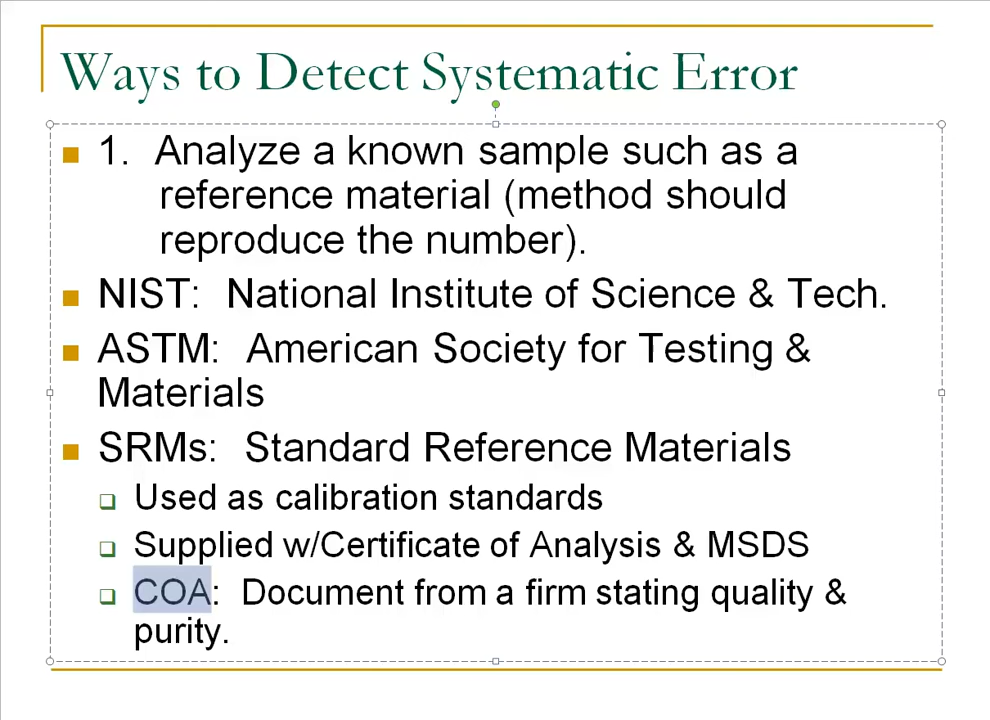 Ways to Detect Systematic Error
1. Analyze a known sample such as a
reference material (method should
reproduce the number).
NIST: National Institute of Science & Tech.
ASTM: American Society for Testing &
Materials
SRMs: Standard Reference Materials
Used as calibration standards
Supplied w/Certificate of Analysis & MSDS
COA: Document from a firm stating quality &
purity.